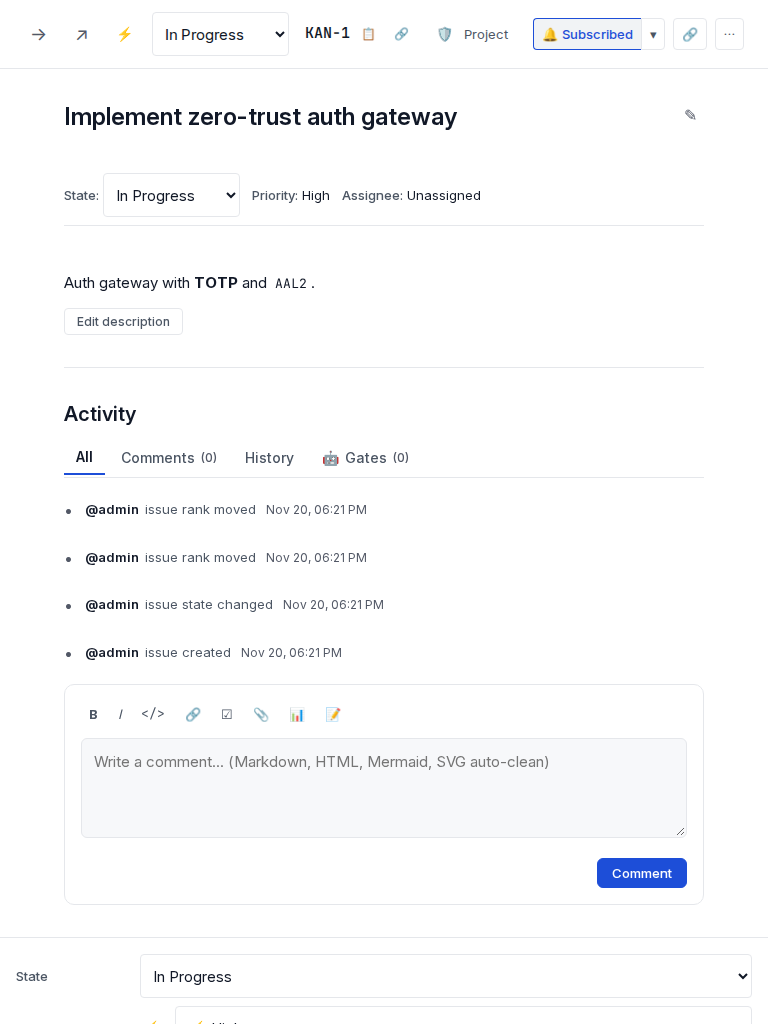 In Progress KAN-1 Project Subscribed
Implement zero-trust auth gateway
State: In Progress Priority: High Assignee: Unassigned
Auth gateway with TOTP and AAL2.
Edit description
Activity
All Comments (0) History Gates (0)
@admin issue rank moved Nov 20, 06:21 PM
@admin issue rank moved Nov 20, 06:21 PM
@admin issue state changed Nov 20, 06:21 PM
@admin issue created Nov 20, 06:21 PM
B I </>
Write a comment... (Markdown, HTML, Mermaid, SVG auto-clean)
Comment
State In Progress